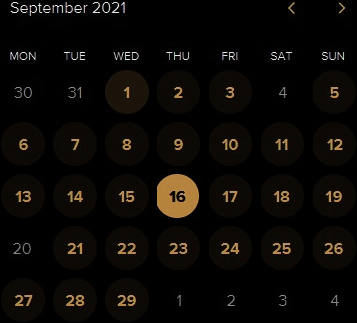 September 2021
MON TUE WED THU FRI SAT SUN
30 31 1 2 3 4 5
6 7 8 9 10 11 12
13 14 15 16 17 18 19
20 21 22 23 24 25 26
27 28 29 1 2 3 4